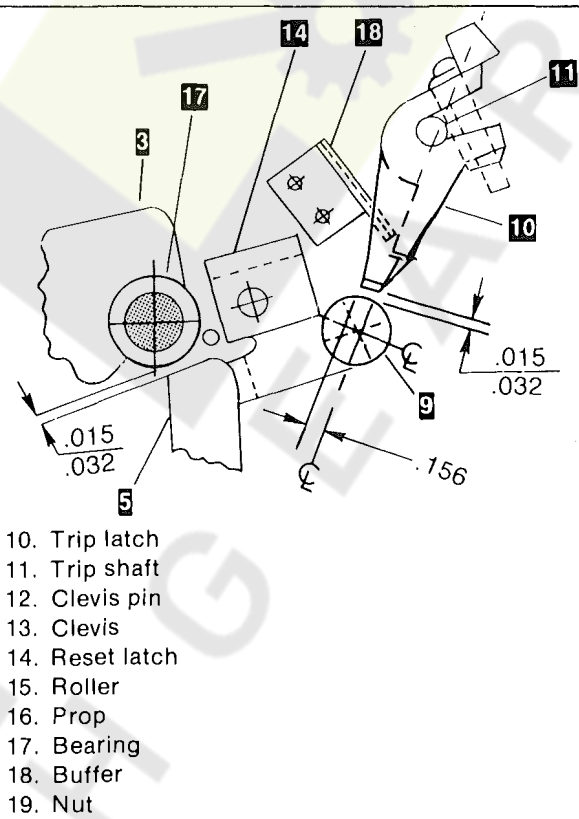 14
18
11
17
3
10
.015
.032
9
.015
.032
.156
5
10. Trip latch
11. Trip shaft
12. Clevis pin
13. Clevis
14. Reset latch
15. Roller
16. Prop
17. Bearing
18. Buffer
19. Nut